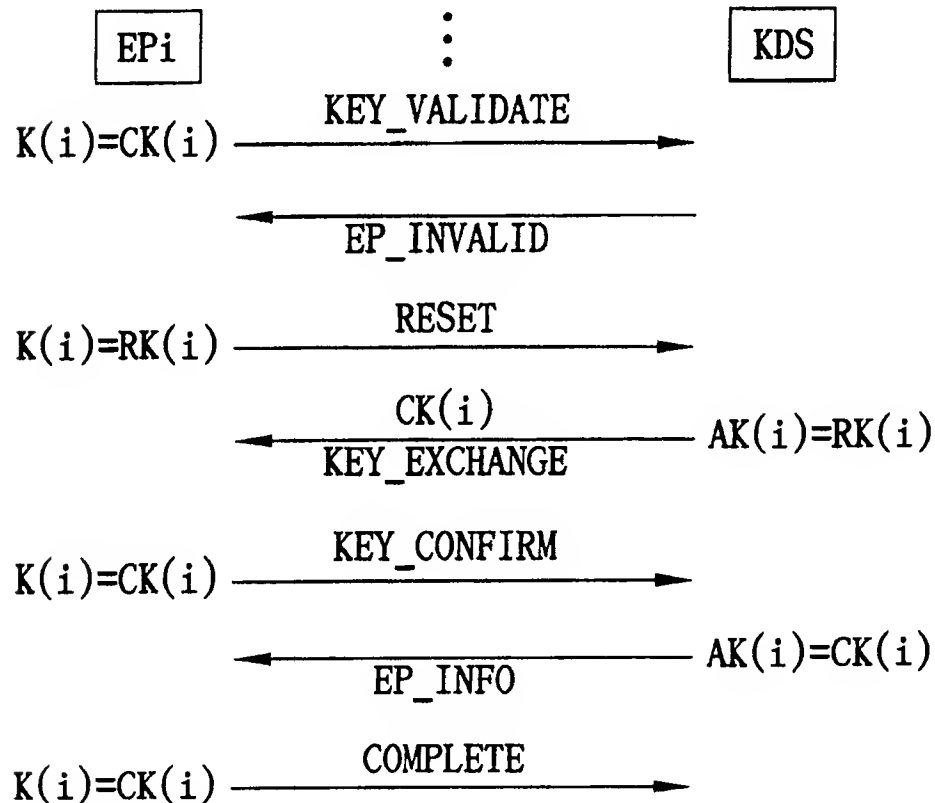 EPi
KDS
KEY_VALIDATE
K(i)=CK(i)
EP_INVALID
RESET
K(i)=RK(i)
CK(i)
AK(i)=RK(i)
KEY_EXCHANGE
KEY_CONFIRM
K(i)=CK(i)
AK(i)=CK(i)
EP_INFO
COMPLETE
K(i)=CK(i)